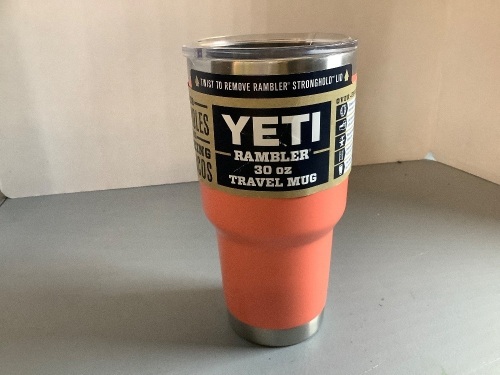 TWIST TO REMOVE RAMBLER® STRONGHOLD™ LID
YETI
RAMBLER®
30 oz
TRAVEL MUG